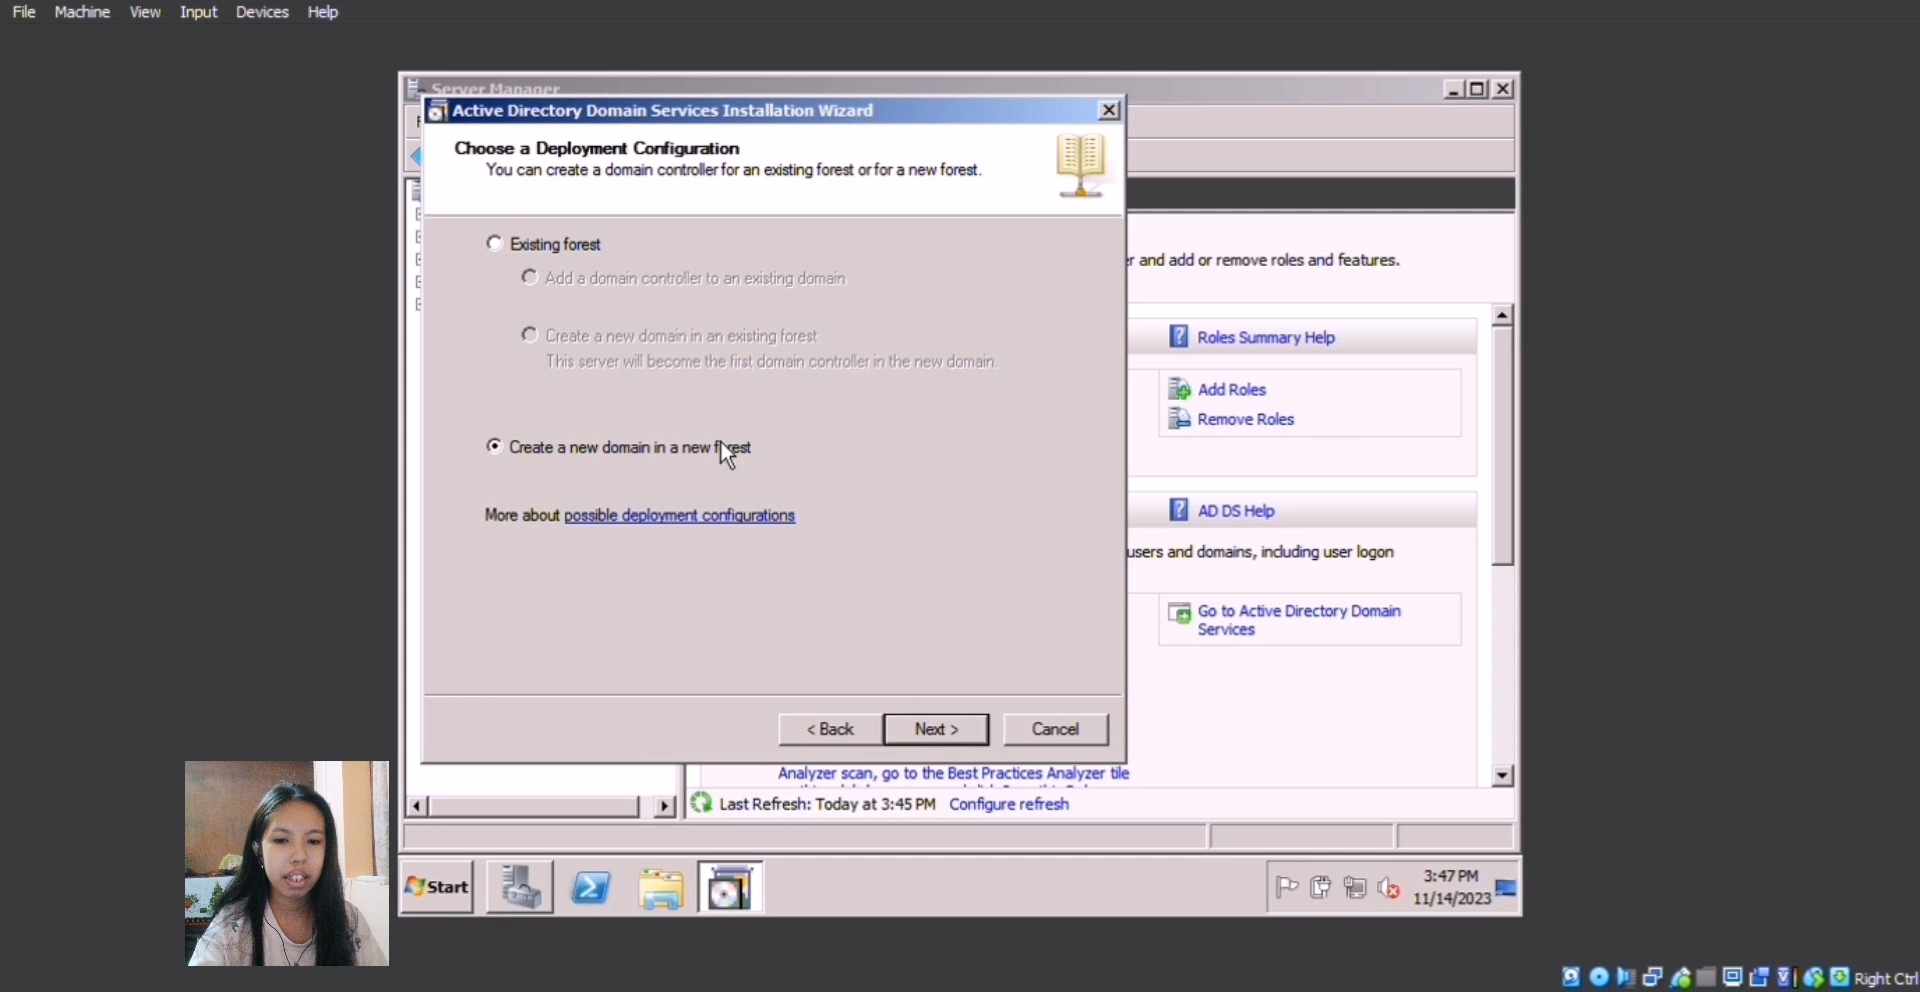 File Machine View Input Devices Help
Server Manager
Active Directory Domain Services Installation Wizard
Choose a Deployment Configuration
You can create a domain controller for an existing forest or for a new forest.
Existing forest
Add a domain controller to an existing domain
Create a new domain in an existing forest
This server will become the first domain controller in the new domain.
Create a new domain in a new forest
More about possible deployment configurations
< Back Next > Cancel
er and add or remove roles and features.
Roles Summary Help
Add Roles
Remove Roles
AD DS Help
users and domains, including user logon
Go to Active Directory Domain
Services
Analyzer scan, go to the Best Practices Analyzer tile
Last Refresh: Today at 3:45 PM Configure refresh
Start
3:47 PM
11/14/2023
Right Ctrl